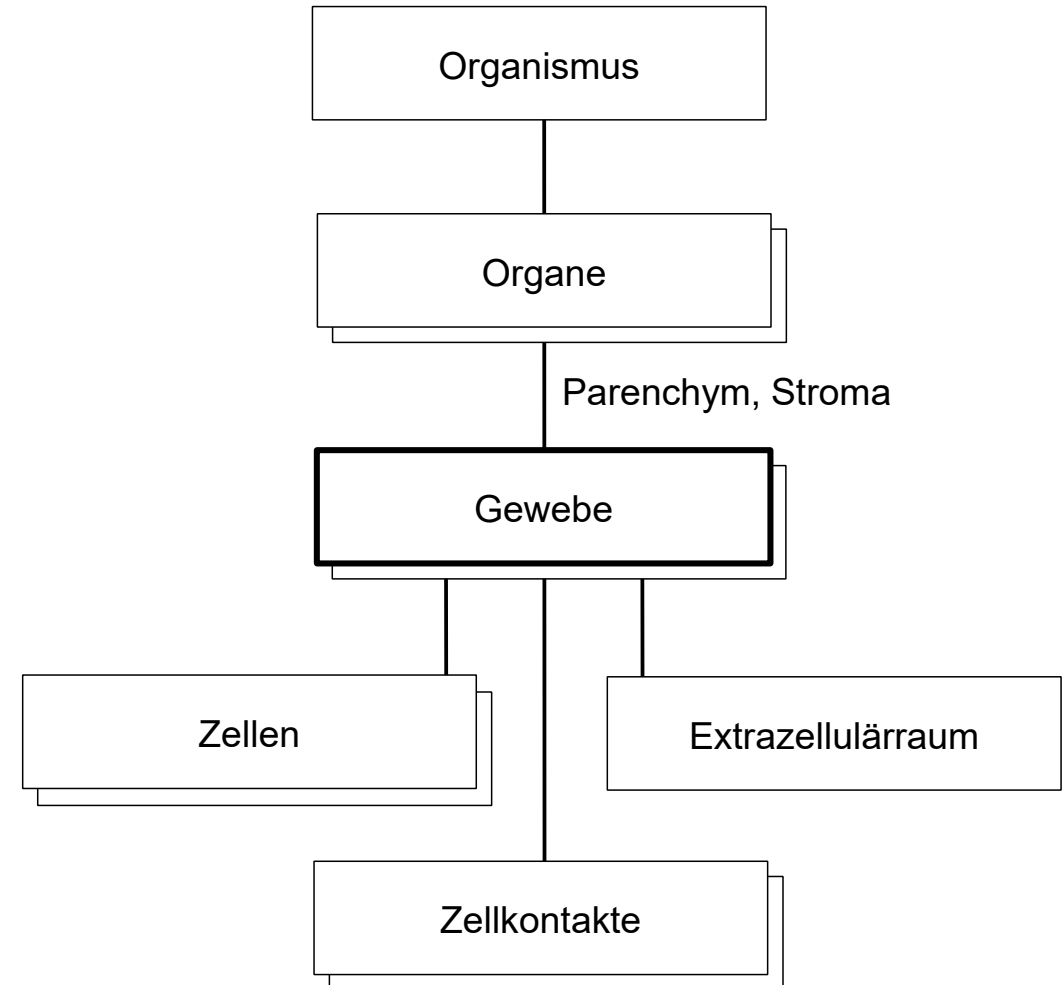 Organismus
Organe
Parenchym, Stroma
Gewebe
Zellen
Extrazellulärraum
Zellkontakte